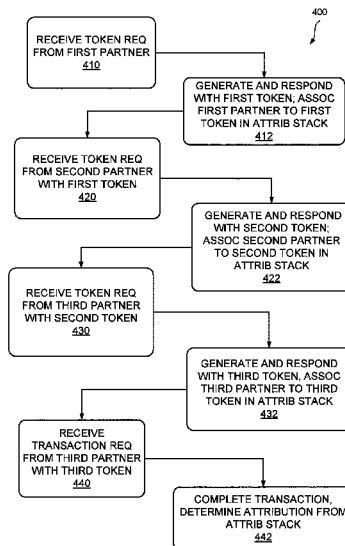 400
RECEIVE TOKEN REQ
FROM FIRST PARTNER
410
GENERATE AND RESPOND
WITH FIRST TOKEN; ASSOC
FIRST PARTNER TO FIRST
TOKEN IN ATTRIB STACK
412
RECEIVE TOKEN REQ
FROM SECOND PARTNER
WITH FIRST TOKEN
420
GENERATE AND RESPOND
WITH SECOND TOKEN;
ASSOC SECOND PARTNER
TO SECOND TOKEN IN
ATTRIB STACK
422
RECEIVE TOKEN REQ
FROM THIRD PARTNER
WITH SECOND TOKEN
430
GENERATE AND RESPOND
WITH THIRD TOKEN, ASSOC
THIRD PARTNER TO THIRD
TOKEN IN ATTRIB STACK
432
RECEIVE
TRANSACTION REQ
FROM THIRD PARTNER
WITH THIRD TOKEN
440
COMPLETE TRANSACTION,
DETERMINE ATTRIBUTION FROM
ATTRIB STACK
442